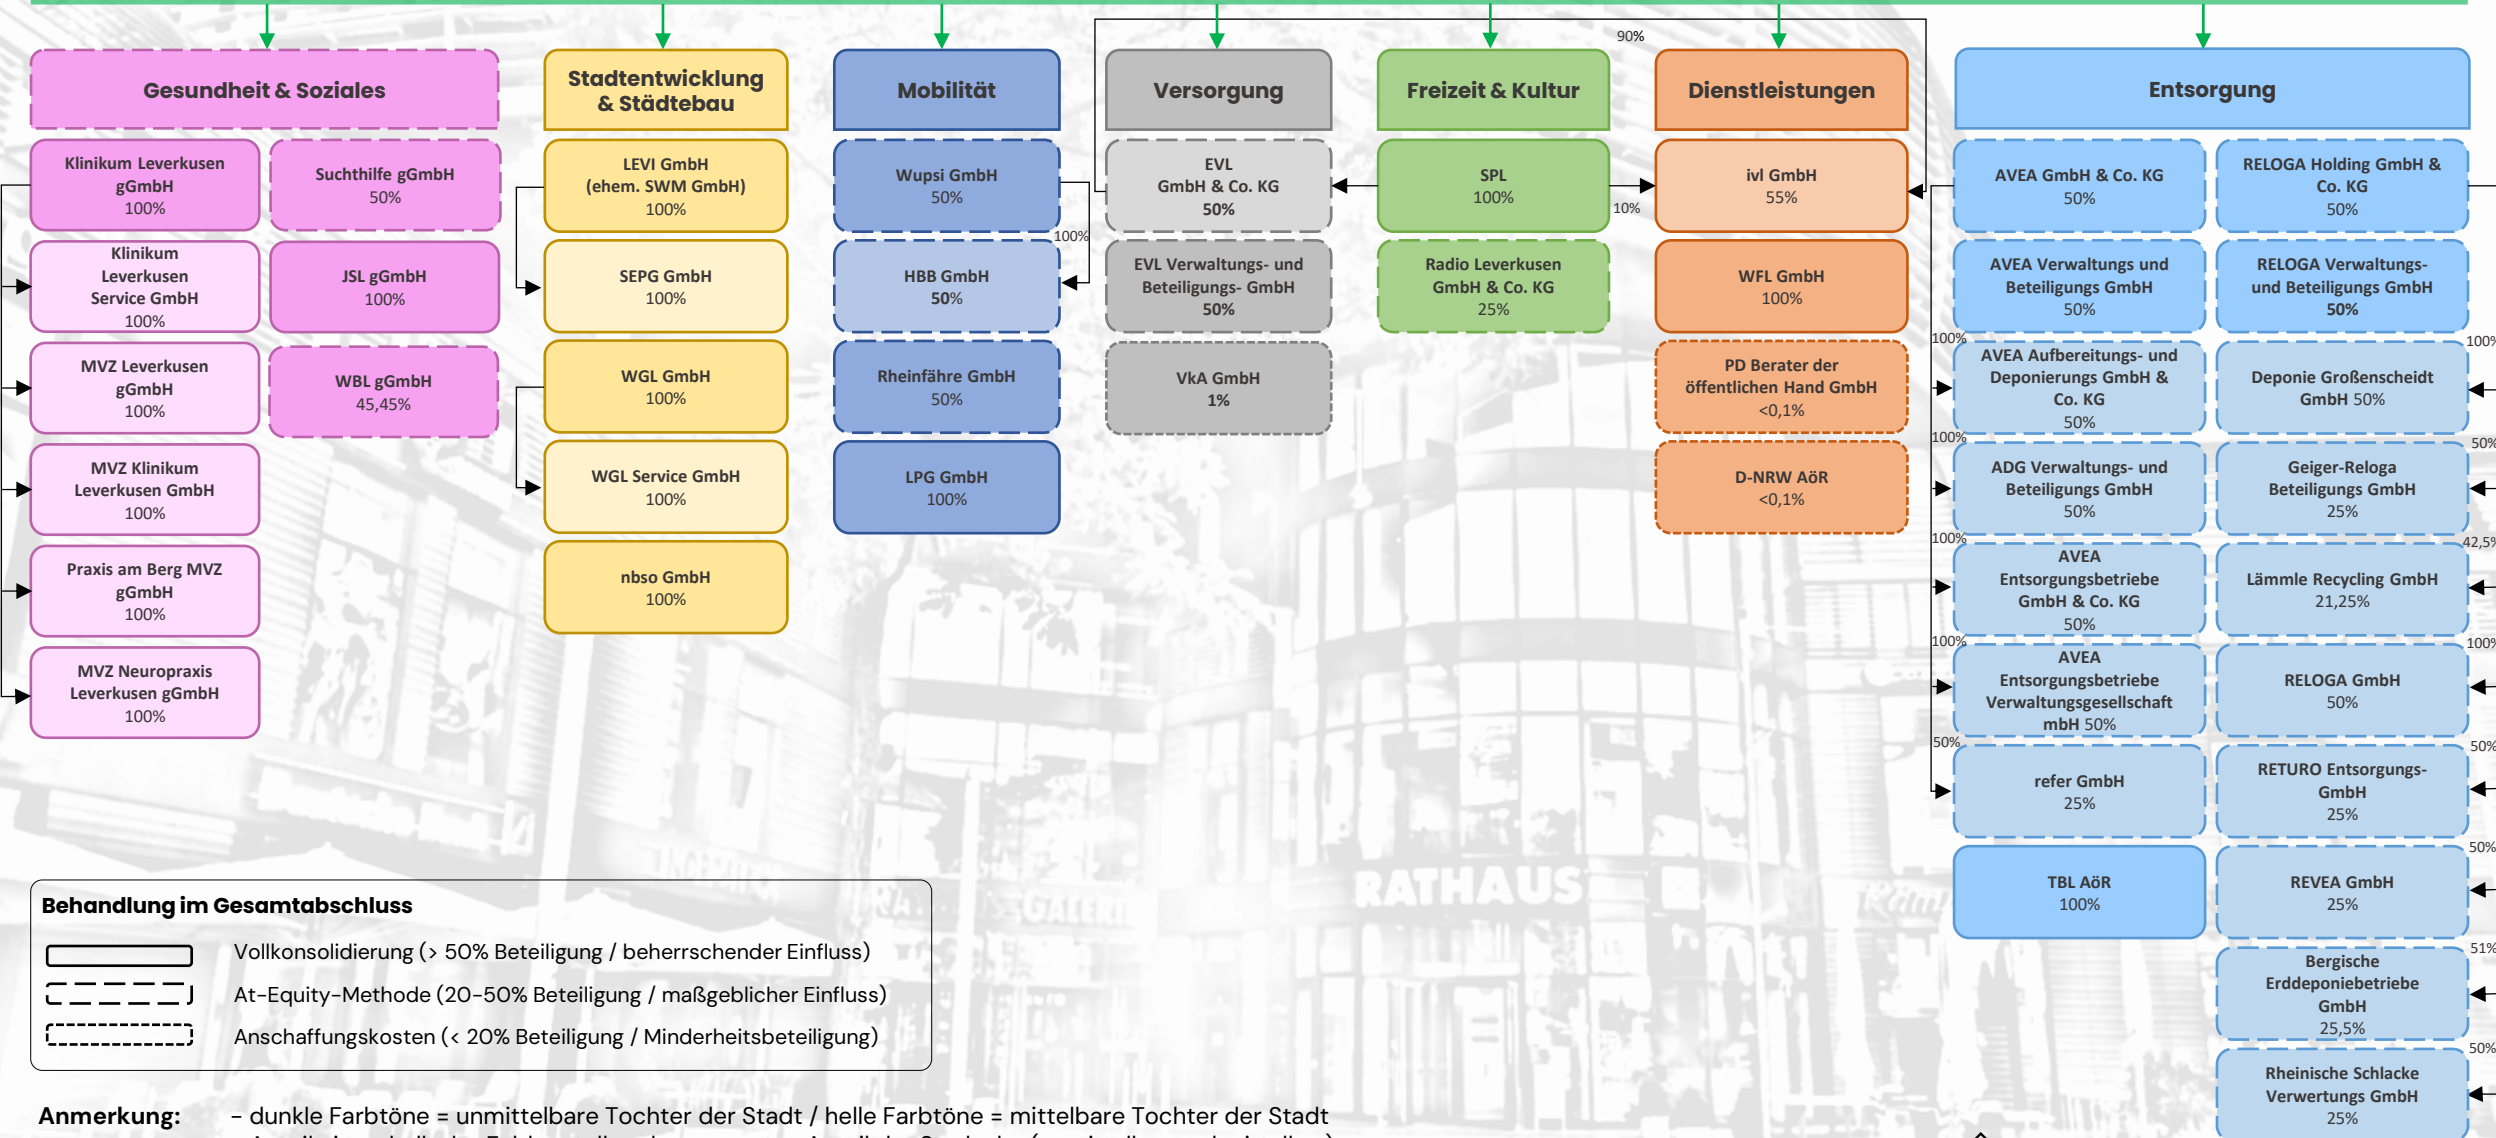 Gesundheit & Soziales
Klinikum Leverkusen
gGmbH
100%
Klinikum
Leverkusen
Service GmbH
100%
MVZ Leverkusen
gGmbH
100%
MVZ Klinikum
Leverkusen GmbH
100%
Praxis am Berg MVZ
gGmbH
100%
MVZ Neuropraxis
Leverkusen gGmbH
100%
Suchthilfe gGmbH
50%
JSL gGmbH
100%
WBL gGmbH
45,45%
Stadtentwicklung
& Städtebau
LEVI GmbH
(ehem. SWM GmbH)
100%
SEPG GmbH
100%
WGL GmbH
100%
WGL Service GmbH
100%
nbso GmbH
100%
Mobilität
Wupsi GmbH
50%
100%
HBB GmbH
50%
Rheinfähre GmbH
50%
LPG GmbH
100%
Versorgung
EVL
GmbH & Co. KG
50%
EVL Verwaltungs- und
Beteiligungs- GmbH
50%
VkA GmbH
1%
Freizeit & Kultur
SPL
100%
Radio Leverkusen
GmbH & Co. KG
25%
90%
10%
Dienstleistungen
ivl GmbH
55%
WFL GmbH
100%
PD Berater der
öffentlichen Hand GmbH
<0,1%
D-NRW AöR
<0,1%
Entsorgung
AVEA GmbH & Co. KG
50%
AVEA Verwaltungs und
Beteiligungs GmbH
50%
100%
AVEA Aufbereitungs- und
Deponierungs GmbH &
Co. KG
50%
100%
ADG Verwaltungs- und
Beteiligungs GmbH
50%
100%
AVEA
Entsorgungsbetriebe
GmbH & Co. KG
50%
100%
AVEA
Entsorgungsbetriebe
Verwaltungsgesellschaft
mbH 50%
50%
refer GmbH
25%
TBL AöR
100%
RELOGA Holding GmbH &
Co. KG
50%
RELOGA Verwaltungs-
und Beteiligungs GmbH
50%
100%
Deponie Großenscheidt
GmbH 50%
50%
Geiger-Reloga
Beteiligungs GmbH
25%
42,5%
Lämmle Recycling GmbH
21,25%
100%
RELOGA GmbH
50%
50%
RETURO Entsorgungs-
GmbH
25%
50%
REVEA GmbH
25%
51%
Bergische
Erddeponiebetriebe
GmbH
25,5%
50%
Rheinische Schlacke
Verwertungs GmbH
25%
RATHAUS
GALERI
Behandlung im Gesamtabschluss
Vollkonsolidierung (> 50% Beteiligung / beherrschender Einfluss)
At-Equity-Methode (20-50% Beteiligung / maßgeblicher Einfluss)
Anschaffungskosten (< 20% Beteiligung / Minderheitsbeteiligung)
Anmerkung: - dunkle Farbtöne = unmittelbare Tochter der Stadt / helle Farbtöne = mittelbare Tochter der Stadt